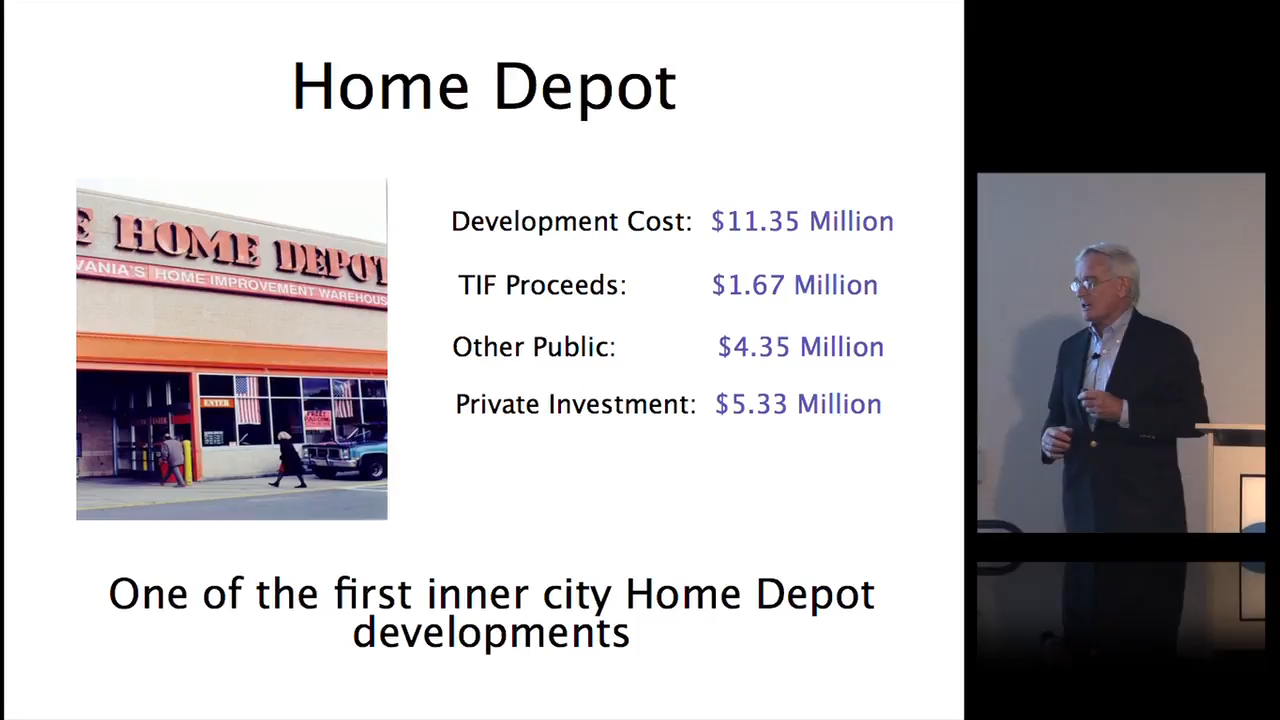 Home Depot
E HOME DEPOT
VANIA'S HOME IMPROVEMENT WAREHOUS
ENTER
Development Cost: $11.35 Million
TIF Proceeds: $1.67 Million
Other Public: $4.35 Million
Private Investment: $5.33 Million
One of the first inner city Home Depot
developments